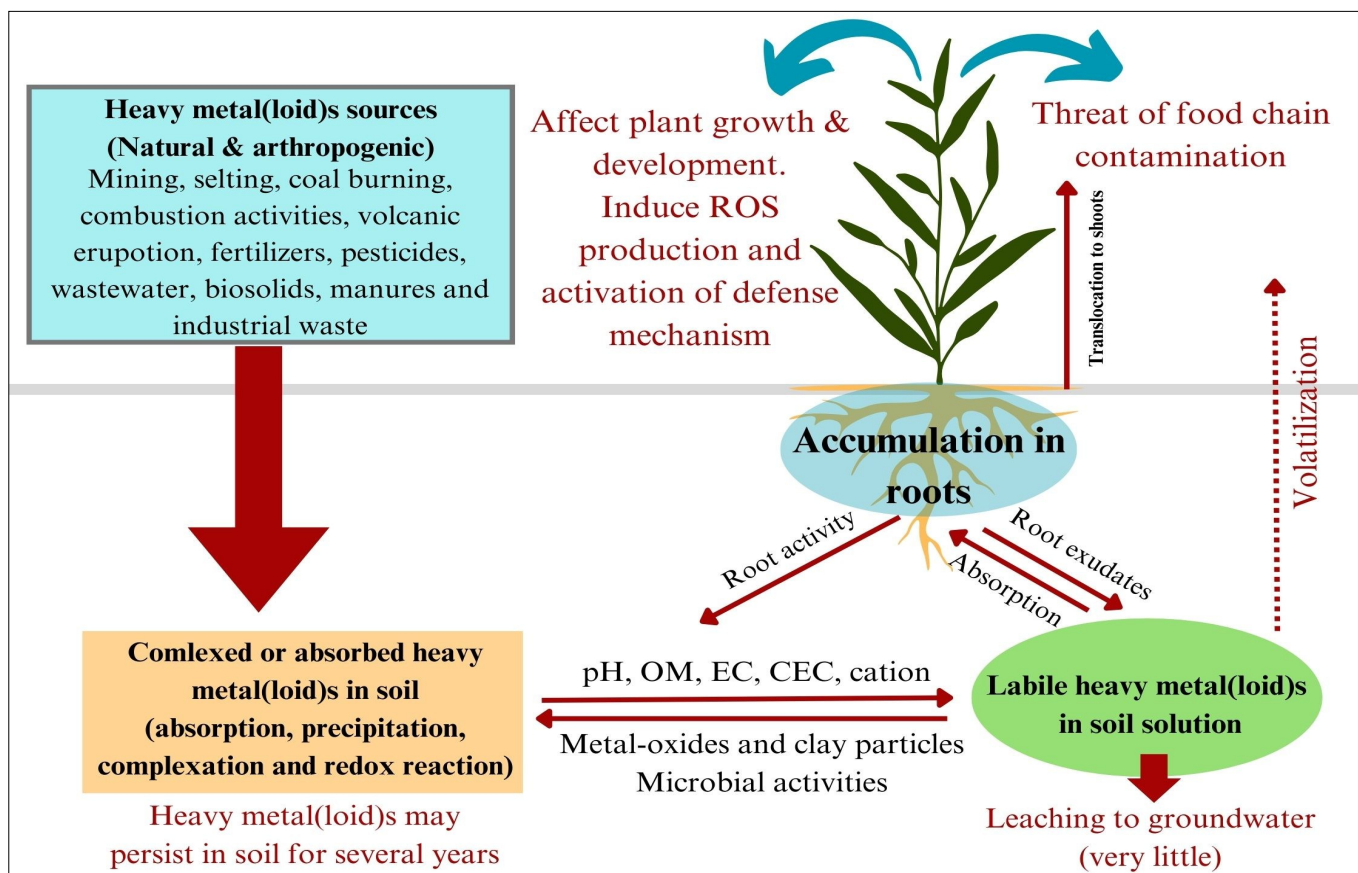 Heavy metal(loid)s sources
(Natural & arthropogenic)
Mining, selting, coal burning,
combustion activities, volcanic
erupotion, fertilizers, pesticides,
wastewater, biosolids, manures and
industrial waste
Affect plant growth &
development.
Induce ROS
production and
activation of defense
mechanism
Threat of food chain
contamination
Translocation to shoots
Volatilization
Accumulation in
roots
Root activity
Root exudates
Absorption
Comlexed or absorbed heavy
metal(loid)s in soil
(absorption, precipitation,
complexation and redox reaction)
Heavy metal(loid)s may
persist in soil for several years
pH, OM, EC, CEC, cation
Metal-oxides and clay particles
Microbial activities
Labile heavy metal(loid)s
in soil solution
Leaching to groundwater
(very little)